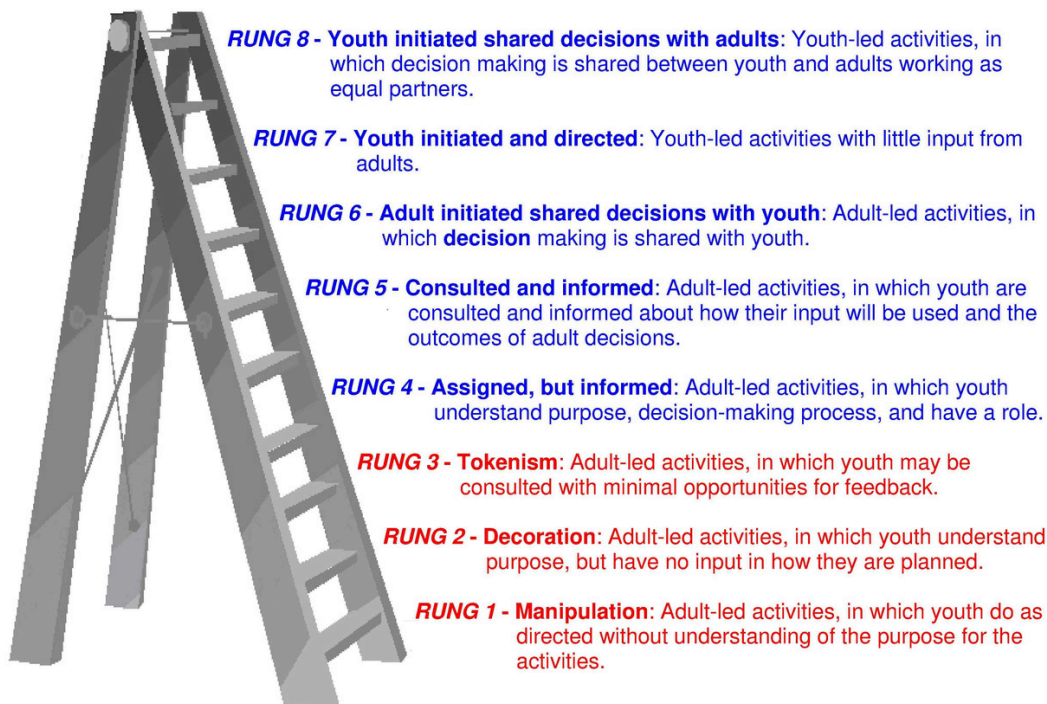 RUNG 8 - Youth initiated shared decisions with adults: Youth-led activities, in
which decision making is shared between youth and adults working as
equal partners.
RUNG 7 - Youth initiated and directed: Youth-led activities with little input from
adults.
RUNG 6 - Adult initiated shared decisions with youth: Adult-led activities, in
which decision making is shared with youth.
RUNG 5 - Consulted and informed: Adult-led activities, in which youth are
consulted and informed about how their input will be used and the
outcomes of adult decisions.
RUNG 4 - Assigned, but informed: Adult-led activities, in which youth
understand purpose, decision-making process, and have a role.
RUNG 3 - Tokenism: Adult-led activities, in which youth may be
consulted with minimal opportunities for feedback.
RUNG 2 - Decoration: Adult-led activities, in which youth understand
purpose, but have no input in how they are planned.
RUNG 1 - Manipulation: Adult-led activities, in which youth do as
directed without understanding of the purpose for the
activities.